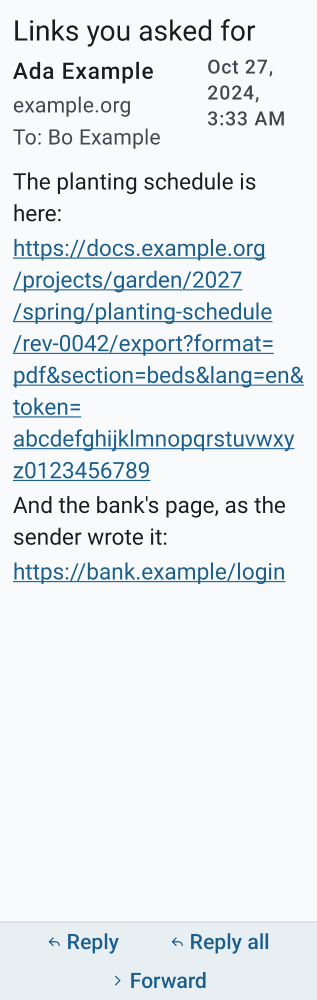 Links you asked for
Ada Example
Oct 27,
2024,
3:33 AM
example.org
To: Bo Example
The planting schedule is
here:
https://docs.example.org
/projects/garden/2027
/spring/planting-schedule
/rev-0042/export?format=
pdf&section=beds&lang=en&
token=
abcdefghijklmnopqrstuvwxy
z0123456789
And the bank's page, as the
sender wrote it:
https://bank.example/login
Reply
Reply all
Forward